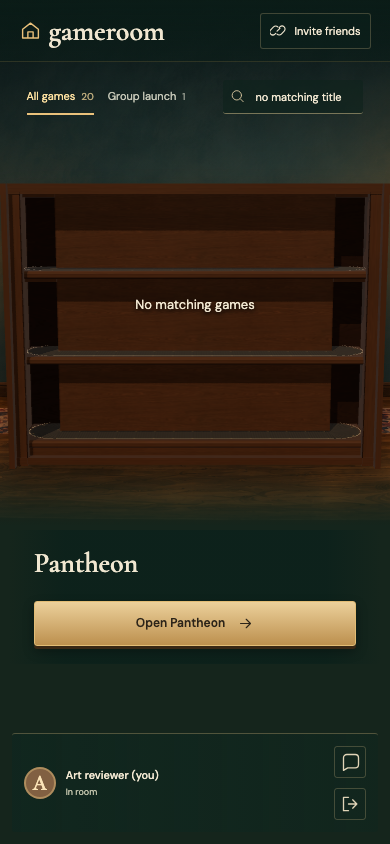 gameroom
Invite friends
All games 20
Group launch 1
no matching title
No matching games
Pantheon
Open Pantheon
A
Art reviewer (you)
In room